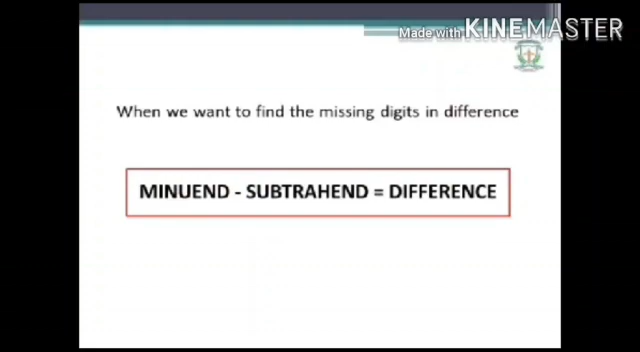 Made with KINEMASTER
When we want to find the missing digits in difference
MINUEND - SUBTRAHEND = DIFFERENCE